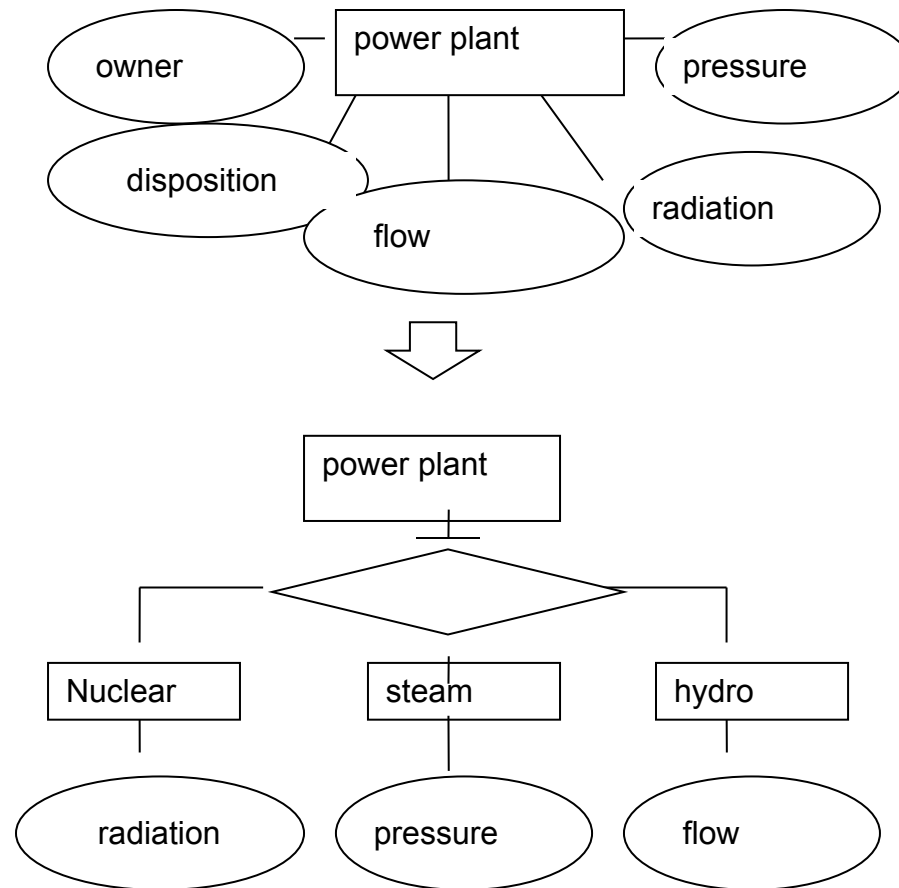 power plant
owner
pressure
disposition
radiation
flow
power plant
Nuclear
steam
hydro
radiation
pressure
flow